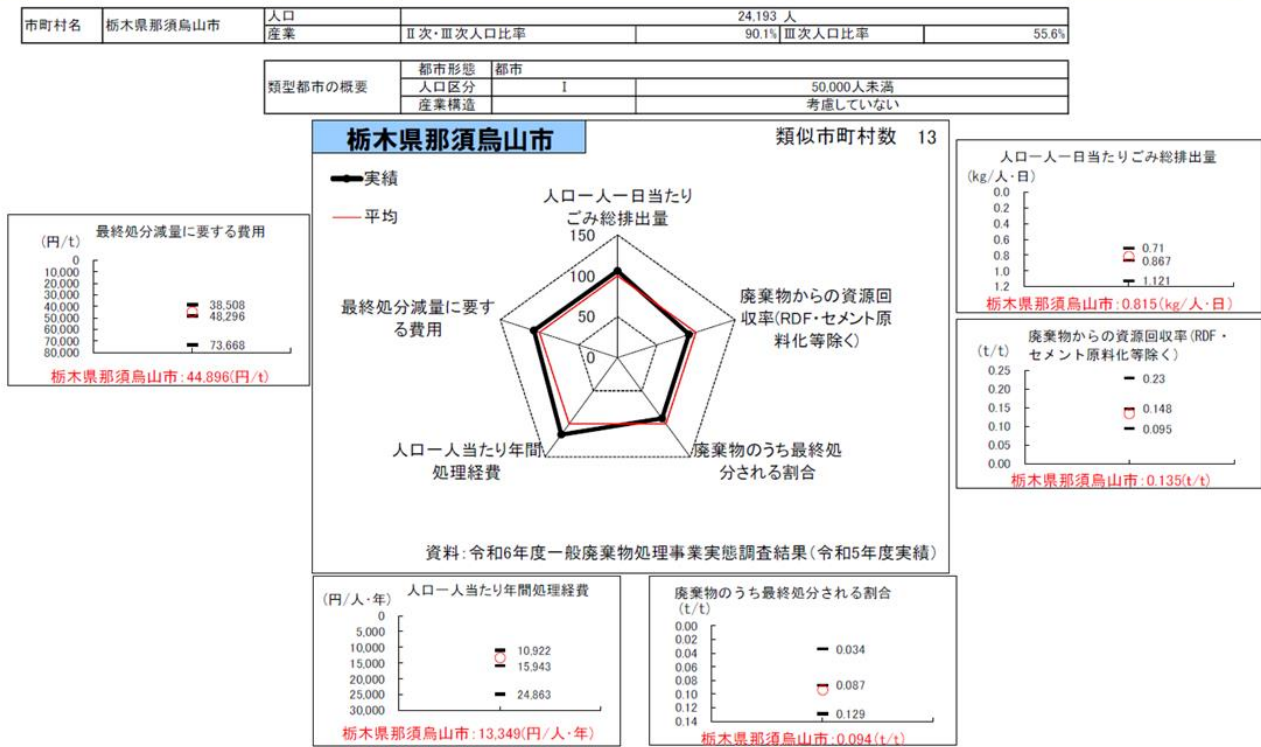 市町村名 栃木県那須烏山市 人口 24,193 人
産業 Ⅱ次・Ⅲ次人口比率 90.1% Ⅲ次人口比率 55.6%
類型都市の概要 都市形態 都市
人口区分 Ⅰ 50,000人未満
産業構造 考慮していない
栃木県那須烏山市 類似市町村数 13
実績
平均
人口一人一日当たり
ごみ総排出量
150
100
50
0
廃棄物からの資源回
収率(RDF・セメント原
料化等除く)
廃棄物のうち最終処
分される割合
人口一人当たり年間
処理経費
最終処分減量に要す
る費用
資料:令和6年度一般廃棄物処理事業実態調査結果(令和5年度実績)
最終処分減量に要する費用
(円/t)
0
10,000
20,000
30,000
40,000
50,000
60,000
70,000
80,000
38,508
48,296
73,668
栃木県那須烏山市:44,896(円/t)
人口一人一日当たりごみ総排出量
(kg/人・日)
0.0
0.2
0.4
0.6
0.8
1.0
1.2
0.71
0.867
1.121
栃木県那須烏山市:0.815(kg/人・日)
廃棄物からの資源回収率(RDF・
セメント原料化等除く)
(t/t)
0.25
0.20
0.15
0.10
0.05
0.00
0.23
0.148
0.095
栃木県那須烏山市:0.135(t/t)
人口一人当たり年間処理経費
(円/人・年)
0
5,000
10,000
15,000
20,000
25,000
30,000
10,922
15,943
24,863
栃木県那須烏山市:13,349(円/人・年)
廃棄物のうち最終処分される割合
(t/t)
0.00
0.02
0.04
0.06
0.08
0.10
0.12
0.14
0.034
0.087
0.129
栃木県那須烏山市:0.094(t/t)